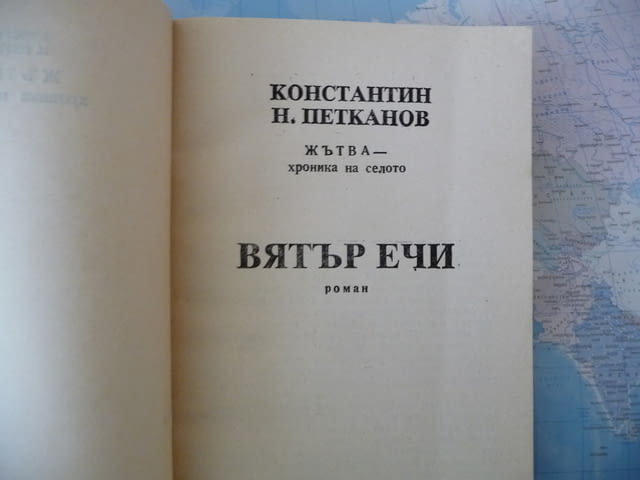 КОНСТАНТИН
Н. ПЕТКАНОВ
ЖЪТВА —
хроника на селото
ВЯТЪР ЕЧИ
роман